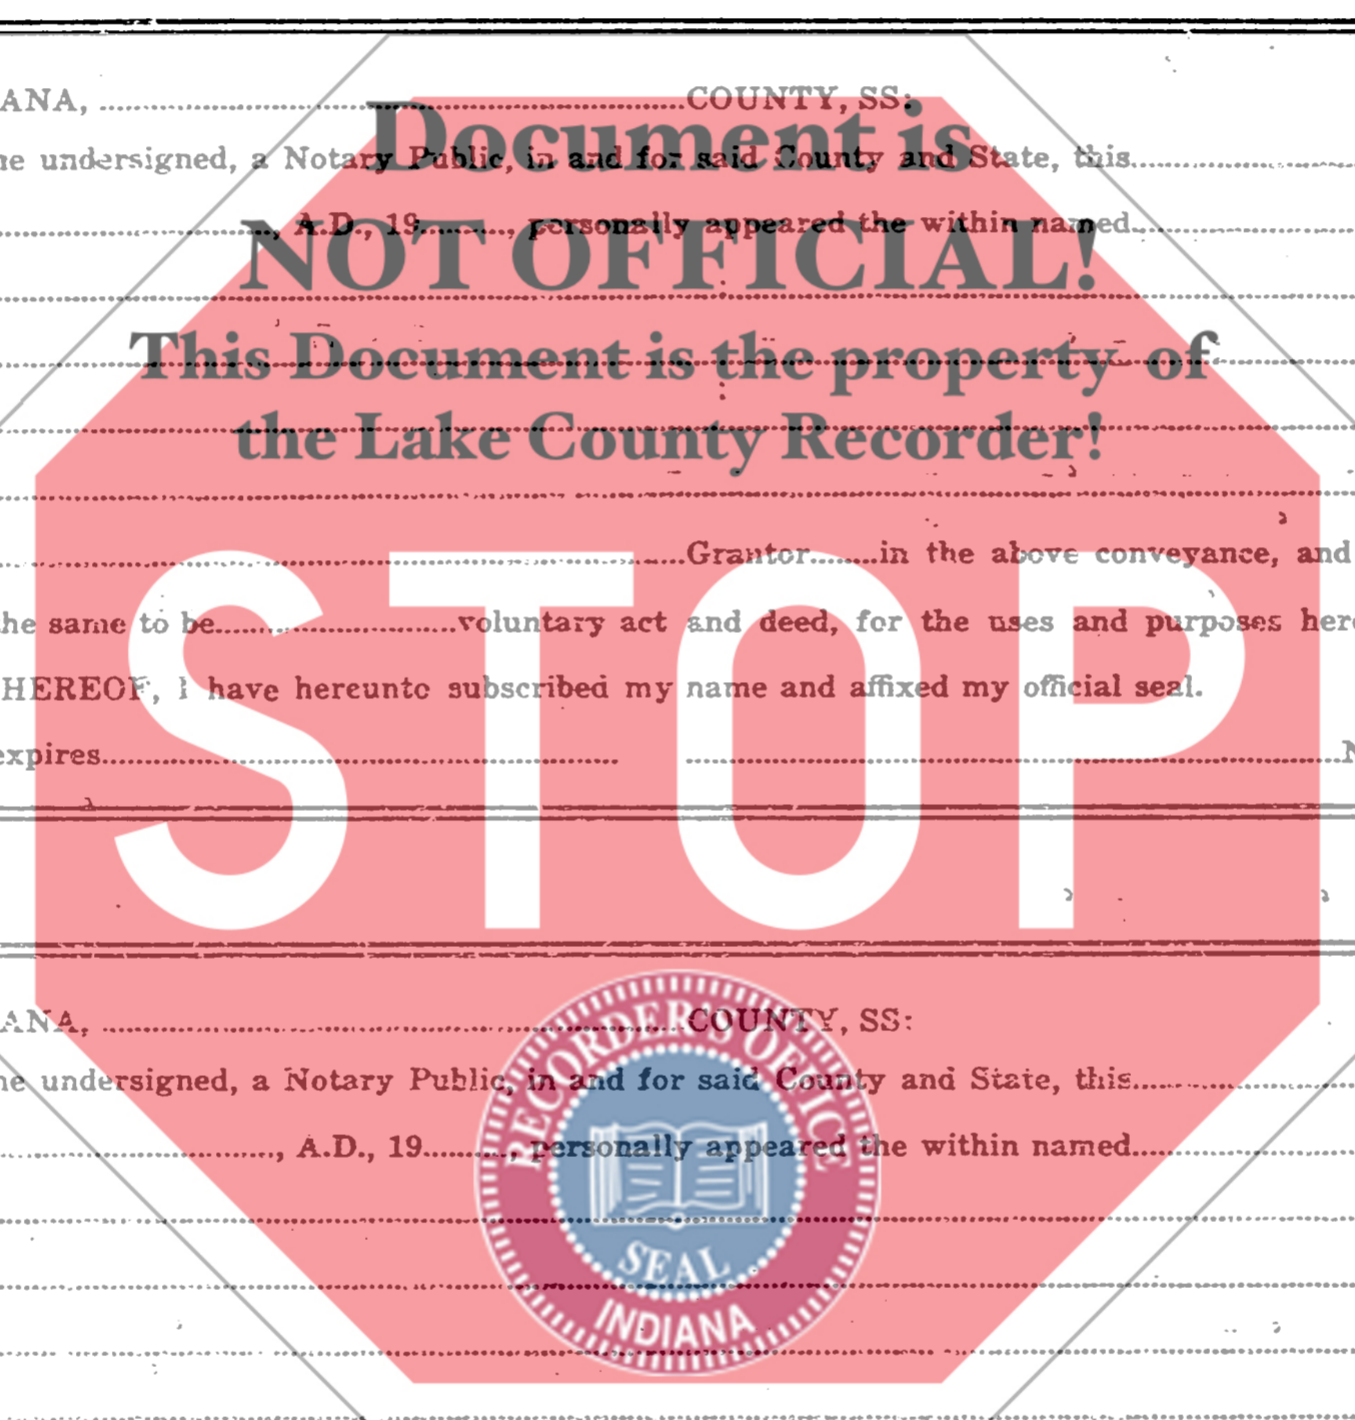 ANA, ............COUNTY, SS:
Document is
he undersigned, a Notary Public, in and for said County and State, this............
............, A.D., 19........, personally appeared the within named............
NOT OFFICIAL!
This Document is the property of
the Lake County Recorder!
............Grantor........in the above conveyance, and
he same to be............voluntary act and deed, for the uses and purposes here
HEREOF, I have hereunto subscribed my name and affixed my official seal.
expires............ ............N
STOP
ANA, ............COUNTY, SS:
he undersigned, a Notary Public, in and for said County and State, this............
............, A.D., 19........, personally appeared the within named............
RECORDER'S OFFICE
SEAL
INDIANA